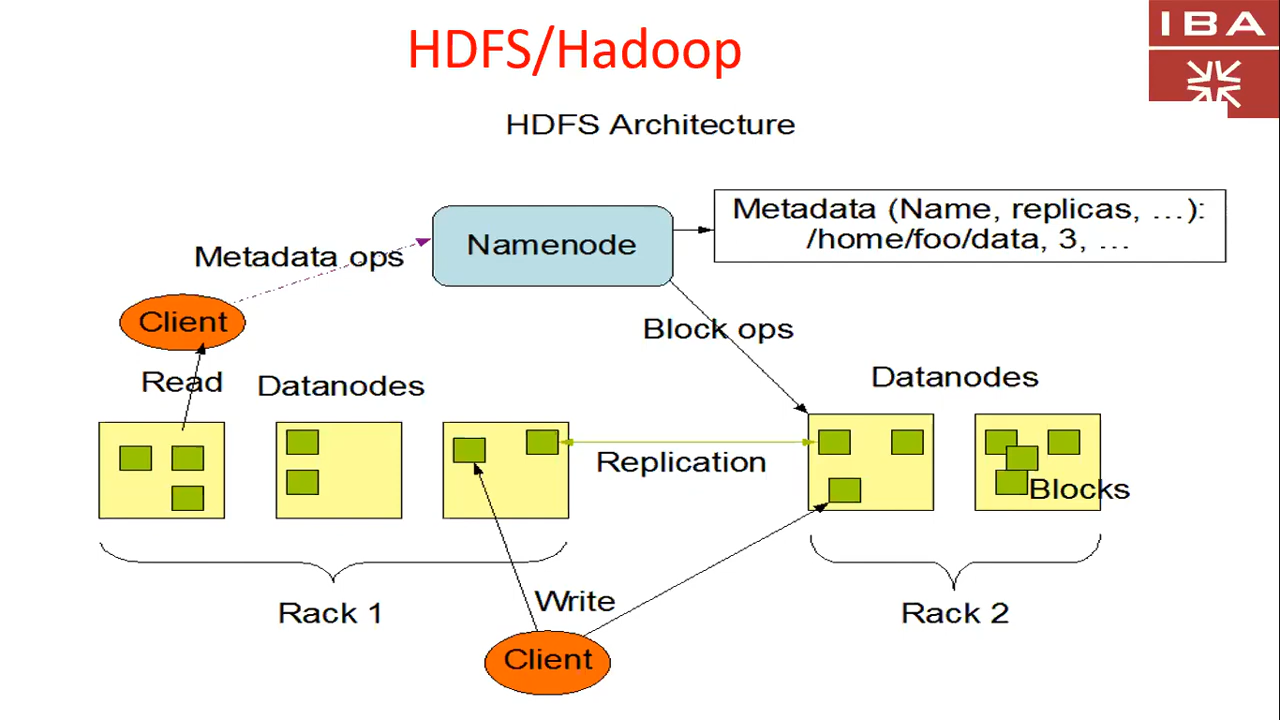 HDFS/Hadoop
IBA
HDFS Architecture
Metadata (Name, replicas, ...):
/home/foo/data, 3, ...
Namenode
Metadata ops
Client
Block ops
Read
Datanodes
Datanodes
Replication
Blocks
Rack 1
Write
Rack 2
Client